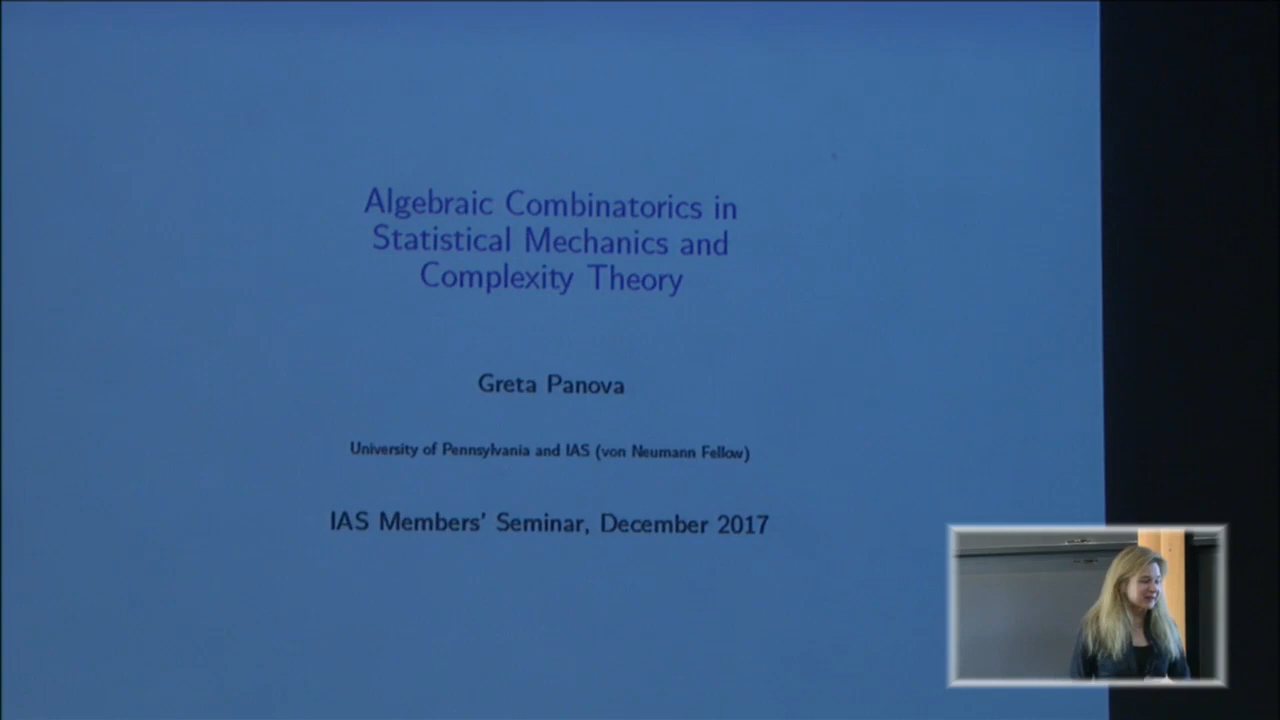 Algebraic Combinatorics in
Statistical Mechanics and
Complexity Theory
Greta Panova
University of Pennsylvania and IAS (von Neumann Fellow)
IAS Members' Seminar, December 2017